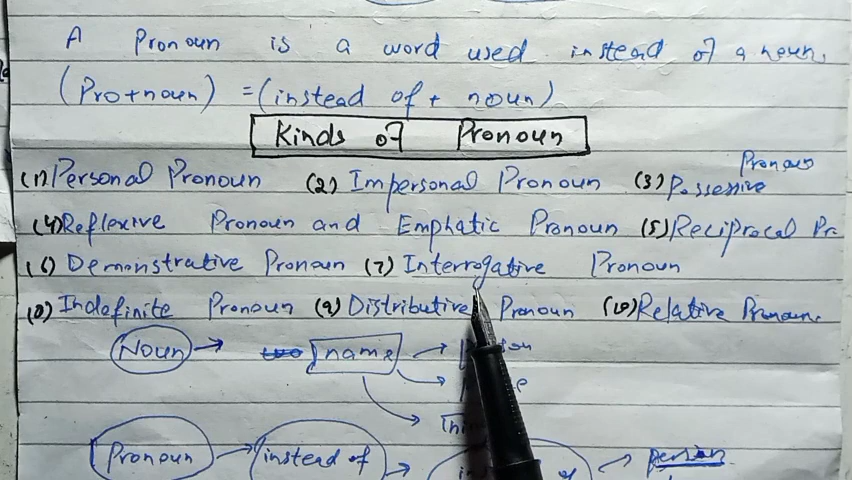 A Pronoun is a word used instead of a noun.
(Pro+noun) = (instead of + noun)
Kinds of Pronoun
(1) Personal Pronoun (2) Impersonal Pronoun (3) Possessive Pronoun
(4) Reflexive Pronoun and Emphatic Pronoun (5) Reciprocal Pr
(6) Demonstrative Pronoun (7) Interrogative Pronoun
(8) Indefinite Pronoun (9) Distributive Pronoun (10) Relative Pronoun
Noun → name →
Pronoun → instead of → of → person